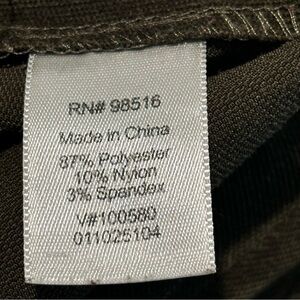 RN# 98516
Made in China
87% Polyester
10% Nylon
3% Spandex
V#100580
011025104